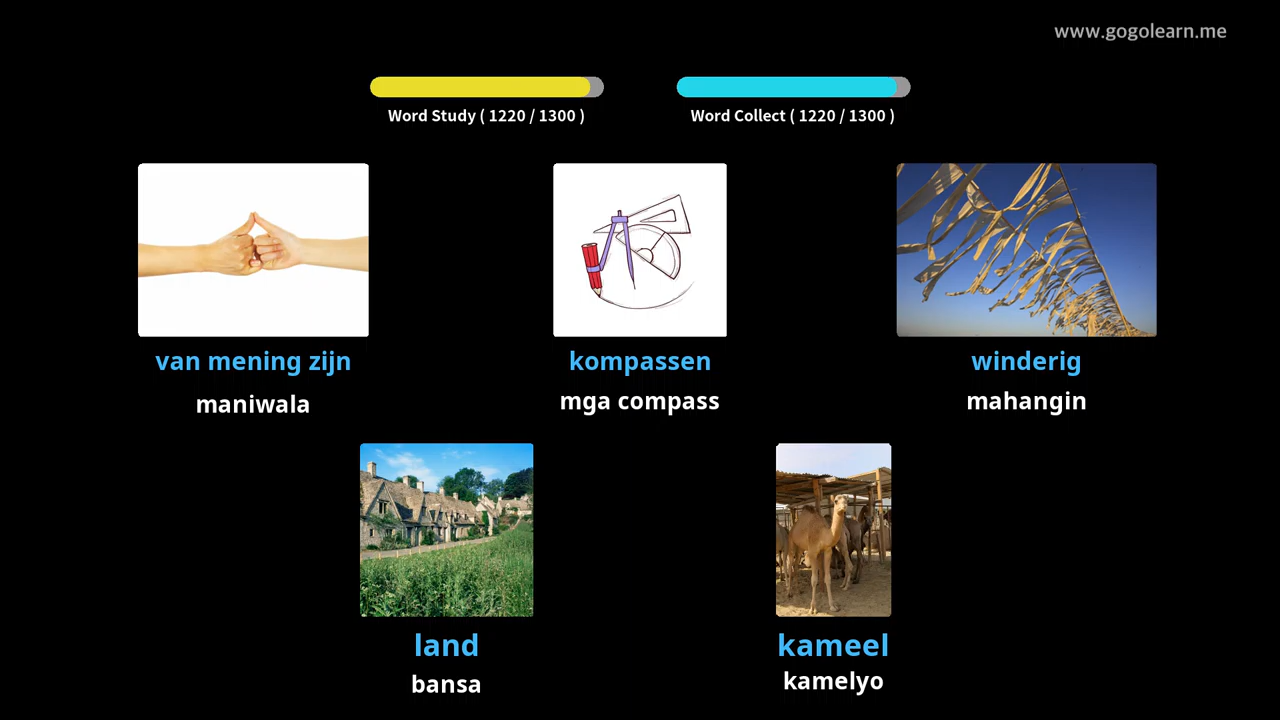 www.gogolearn.me
Word Study ( 1220 / 1300 )
Word Collect ( 1220 / 1300 )
van mening zijn
maniwala
kompassen
mga compass
winderig
mahangin
land
bansa
kameel
kamelyo